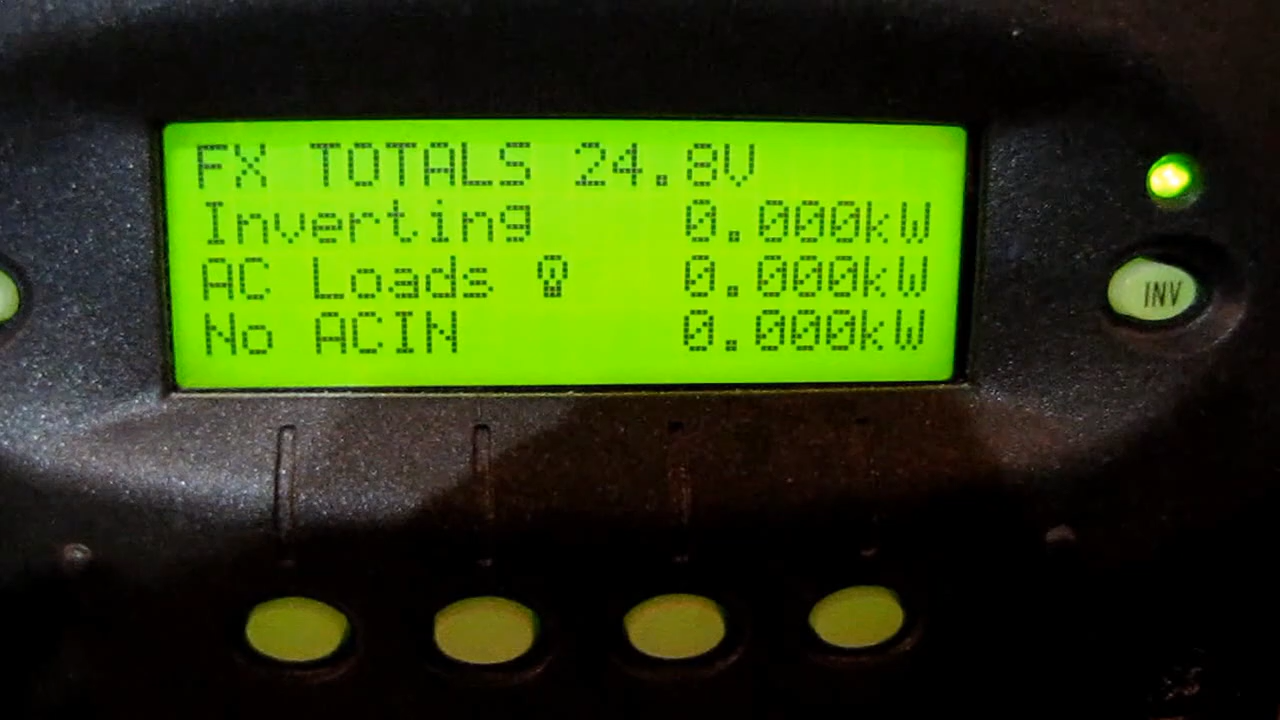 FX TOTALS 24.8V
Inverting 0.000kW
AC Loads 0.000kW
No ACIN 0.000kW
INV